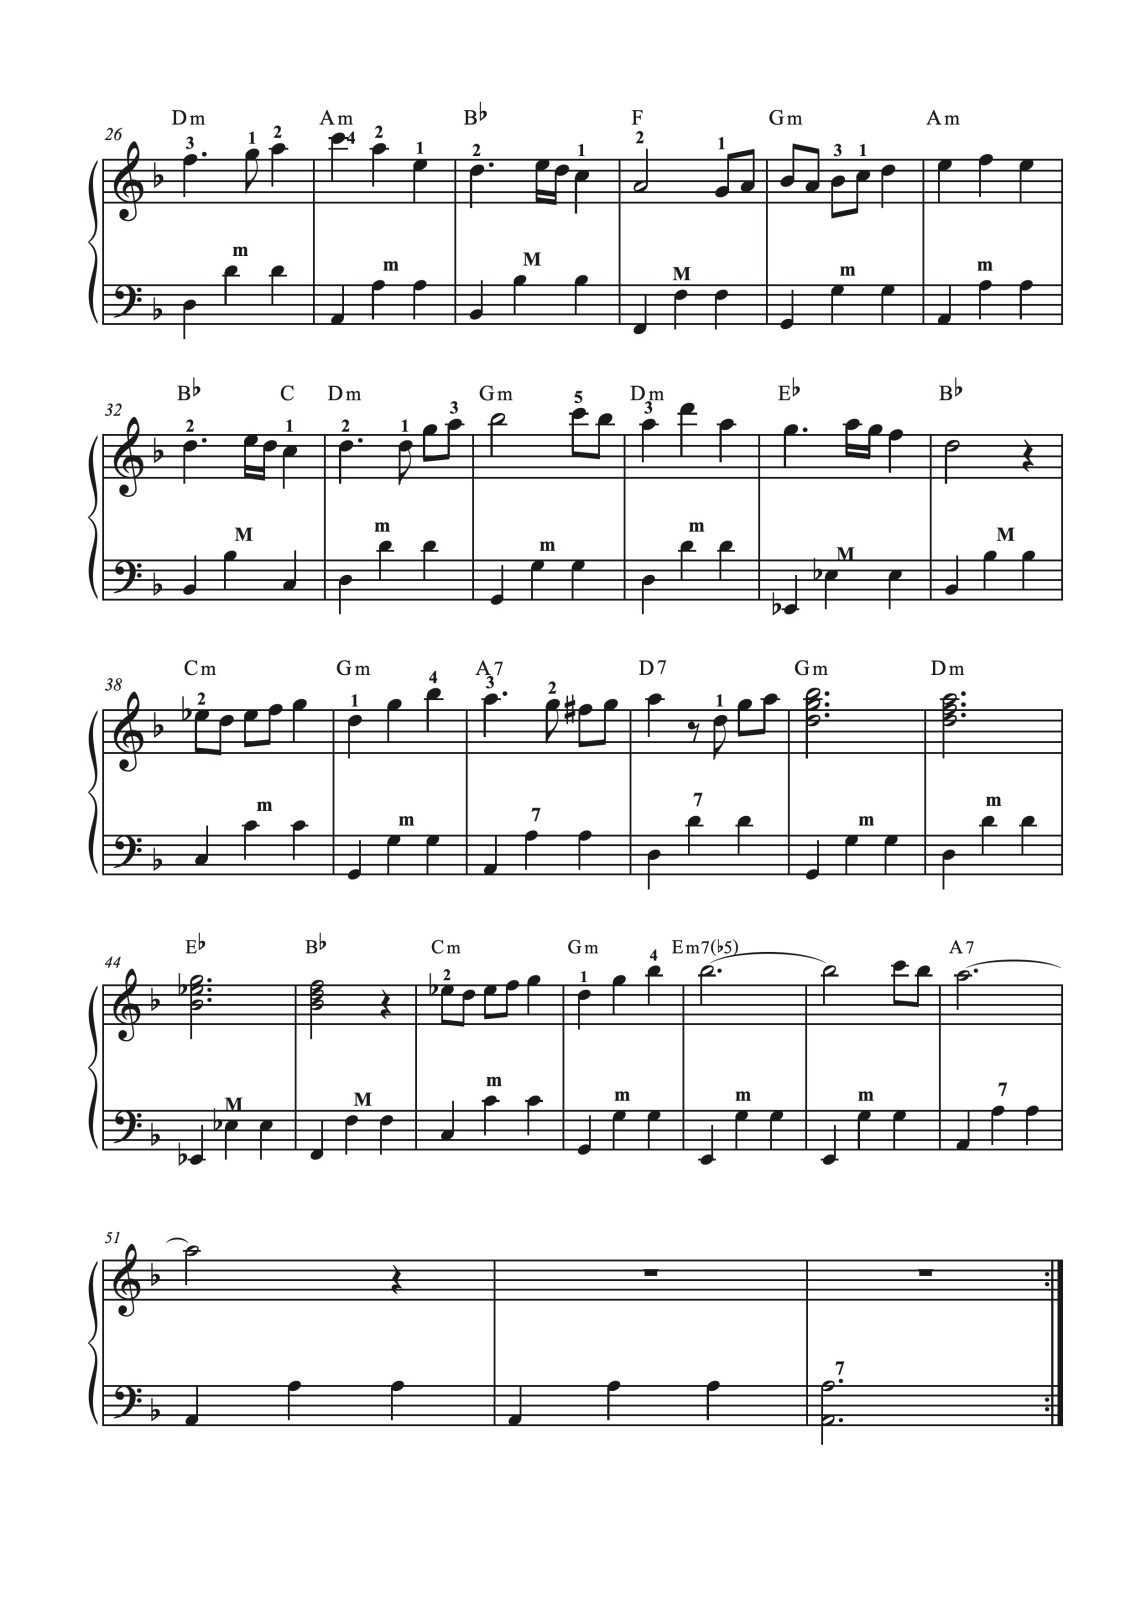 Dm Am B♭ F Gm Am
26 3 1 2 4 2 1 2 1 2 1 3 1
m m M M m m
B♭ C Dm Gm Dm E♭ B♭
32 2 1 2 1 3 5 3
M m m m M M
Cm Gm A7 D7 Gm Dm
38 2 1 4 3 2 1
m m 7 7 m m
E♭ B♭ Cm Gm Em7(♭5) A7
44 2 1 4
M M m m m m 7
51
7